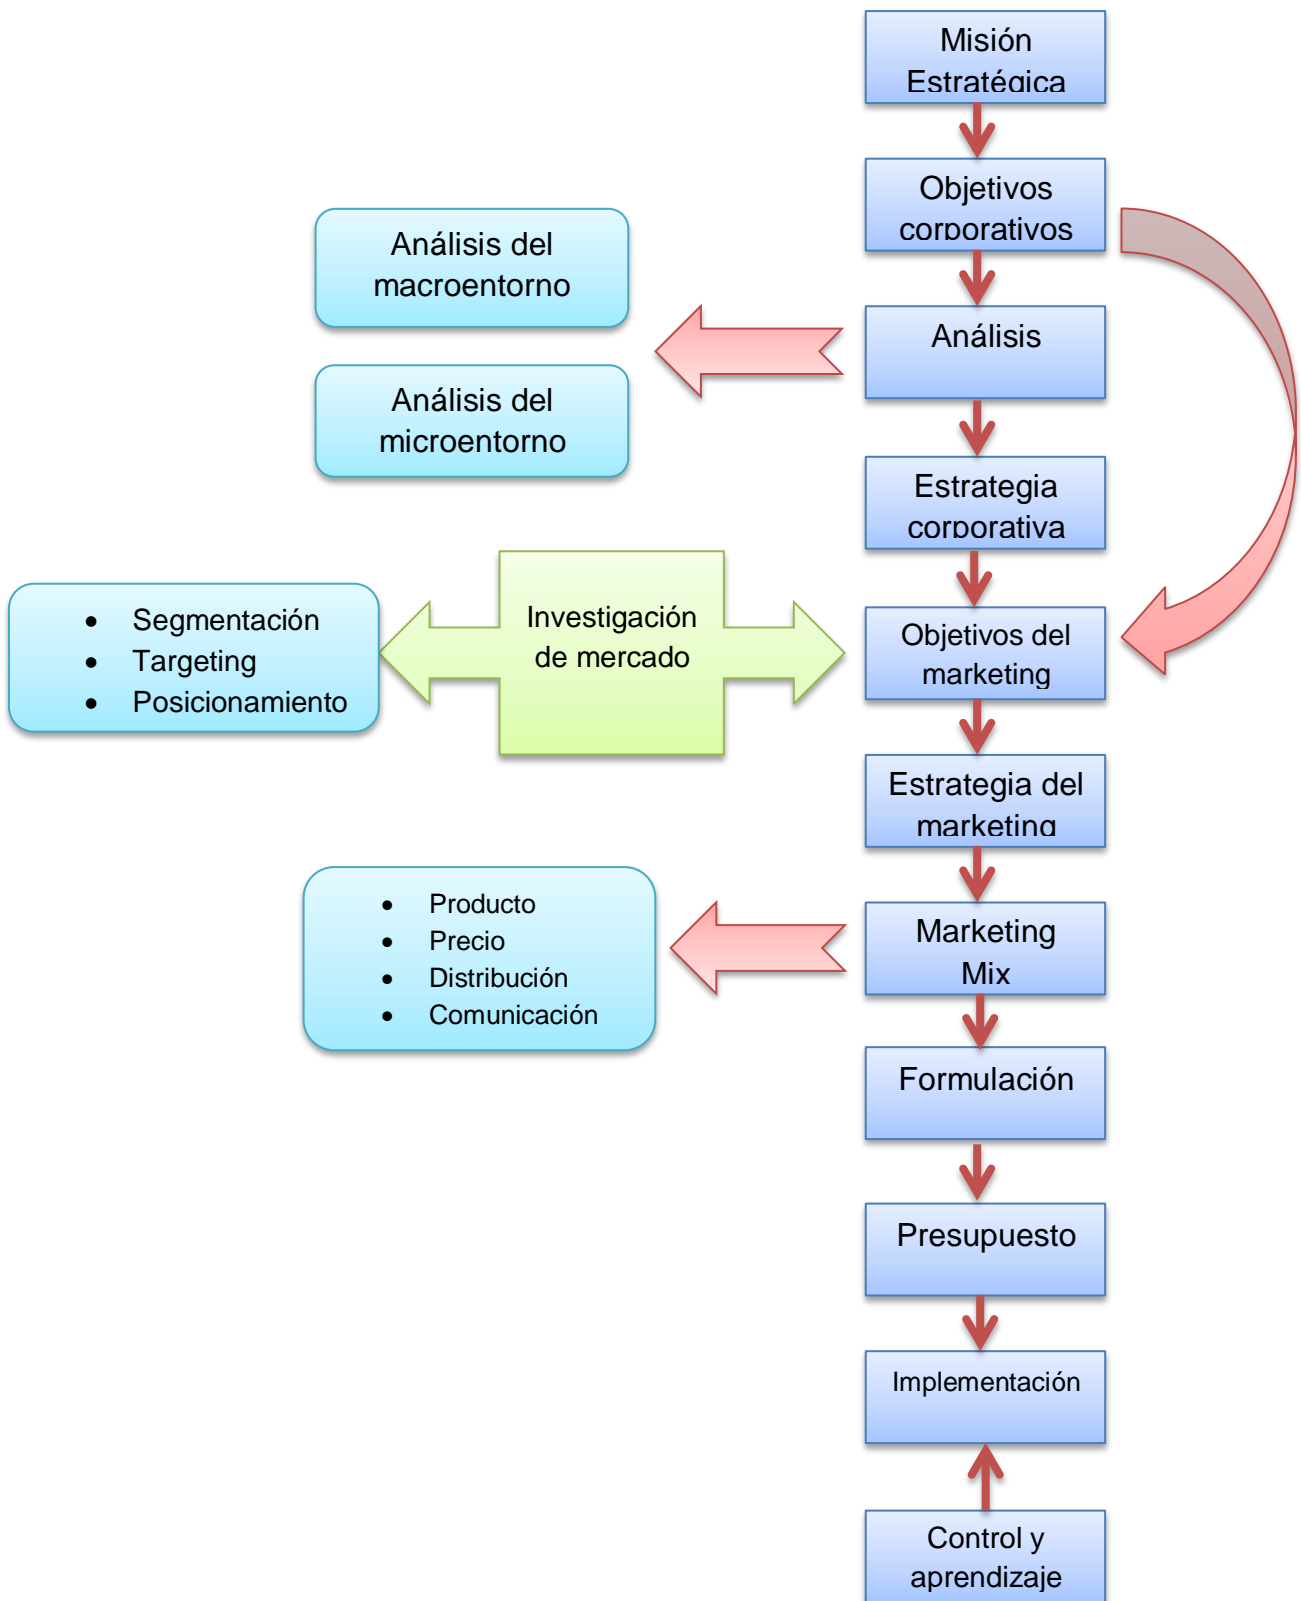 Misión
Estratégica
Objetivos
corporativos
Análisis del
macroentorno
Análisis
Análisis del
microentorno
Estrategia
corporativa
Investigación
de mercado
• Segmentación
• Targeting
• Posicionamiento
Objetivos del
marketing
Estrategia del
marketing
• Producto
• Precio
• Distribución
• Comunicación
Marketing
Mix
Formulación
Presupuesto
Implementación
Control y
aprendizaje